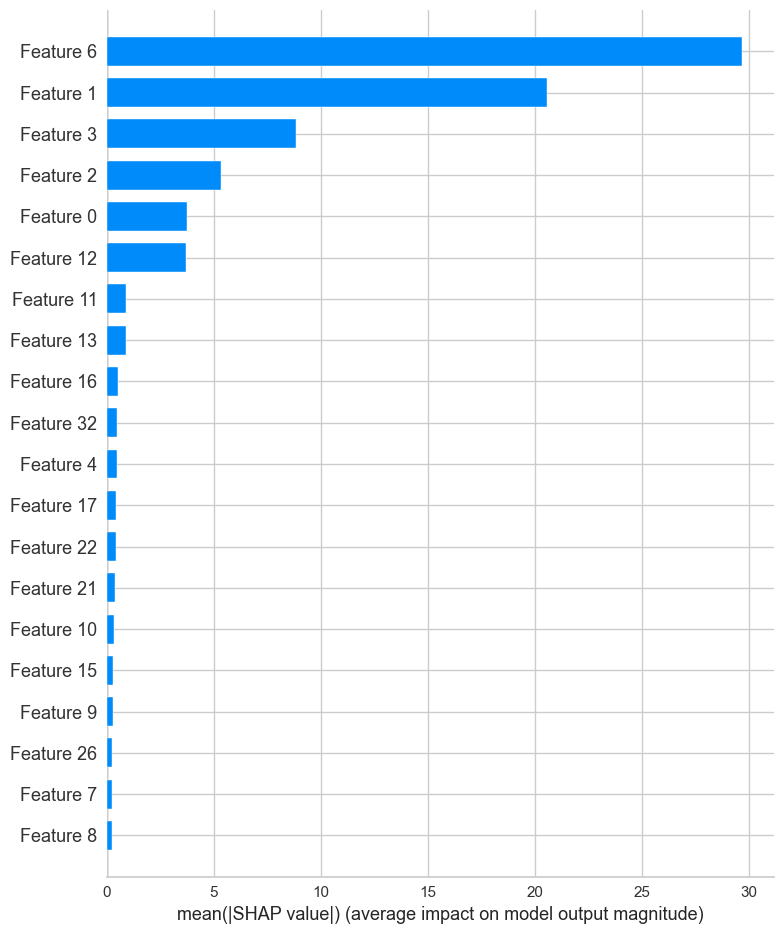 Feature 6
Feature 1
Feature 3
Feature 2
Feature 0
Feature 12
Feature 11
Feature 13
Feature 16
Feature 32
Feature 4
Feature 17
Feature 22
Feature 21
Feature 10
Feature 15
Feature 9
Feature 26
Feature 7
Feature 8
0 5 10 15 20 25 30
mean(|SHAP value|) (average impact on model output magnitude)